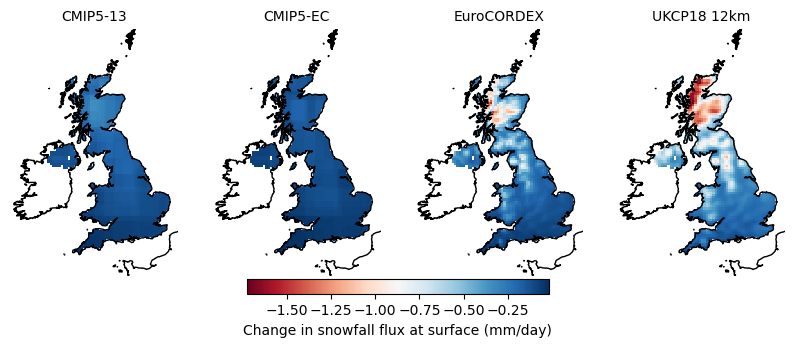 CMIP5-13 CMIP5-EC EuroCORDEX UKCP18 12km
−1.50 −1.25 −1.00 −0.75 −0.50 −0.25
Change in snowfall flux at surface (mm/day)